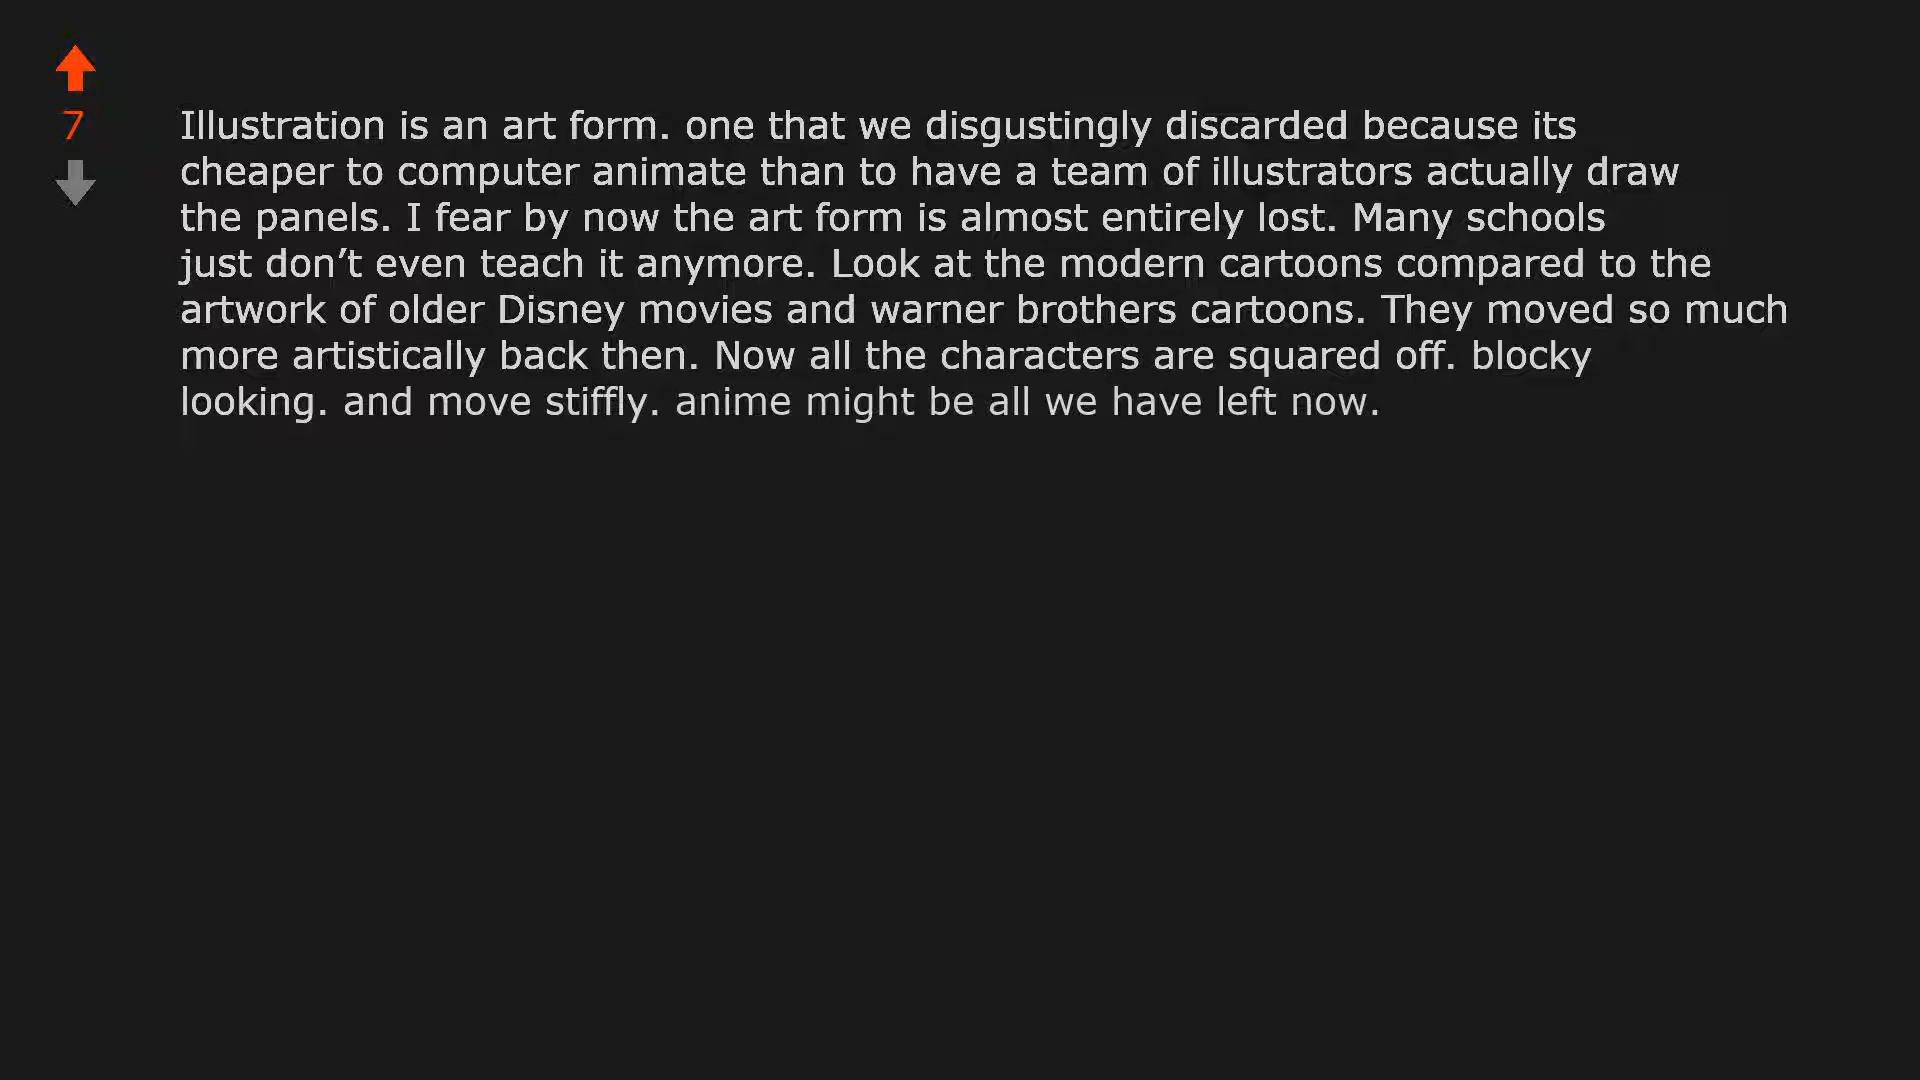 7
Illustration is an art form. one that we disgustingly discarded because its
cheaper to computer animate than to have a team of illustrators actually draw
the panels. I fear by now the art form is almost entirely lost. Many schools
just don’t even teach it anymore. Look at the modern cartoons compared to the
artwork of older Disney movies and warner brothers cartoons. They moved so much
more artistically back then. Now all the characters are squared off. blocky
looking. and move stiffly. anime might be all we have left now.